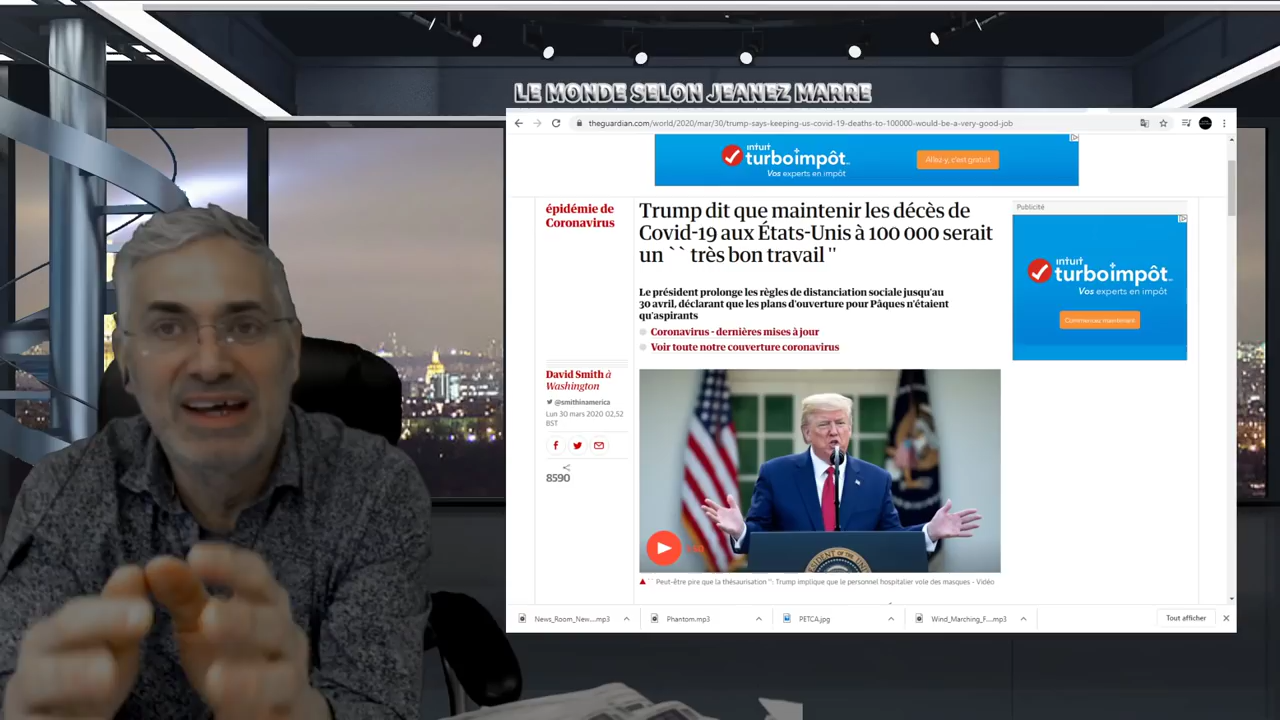 LE MONDE SELON JEANEZ MARRE
theguardian.com/world/2020/mar/30/trump-says-keeping-us-covid-19-deaths-to-100000-would-be-a-very-good-job
intuit
turboimpôt
Vos experts en impôt
Allez-y, c'est gratuit
épidémie de
Coronavirus
Trump dit que maintenir les décès de
Covid-19 aux États-Unis à 100 000 serait
un `` très bon travail ''
Le président prolonge les règles de distanciation sociale jusqu'au
30 avril, déclarant que les plans d'ouverture pour Pâques n'étaient
qu'aspirants
Coronavirus - dernières mises à jour
Voir toute notre couverture coronavirus
David Smith à
Washington
@smithinamerica
Lun 30 mars 2020 02,52
BST
8590
Publicité
intuit
turboimpôt
Vos experts en impôt
Commencez maintenant
PRESIDENT OF
`` Peut-être pire que la thésaurisation '': Trump implique que le personnel hospitalier vole des masques - Vidéo
News_Room_New....mp3
Phantom.mp3
PETCA.jpg
Wind_Marching_F....mp3
Tout afficher